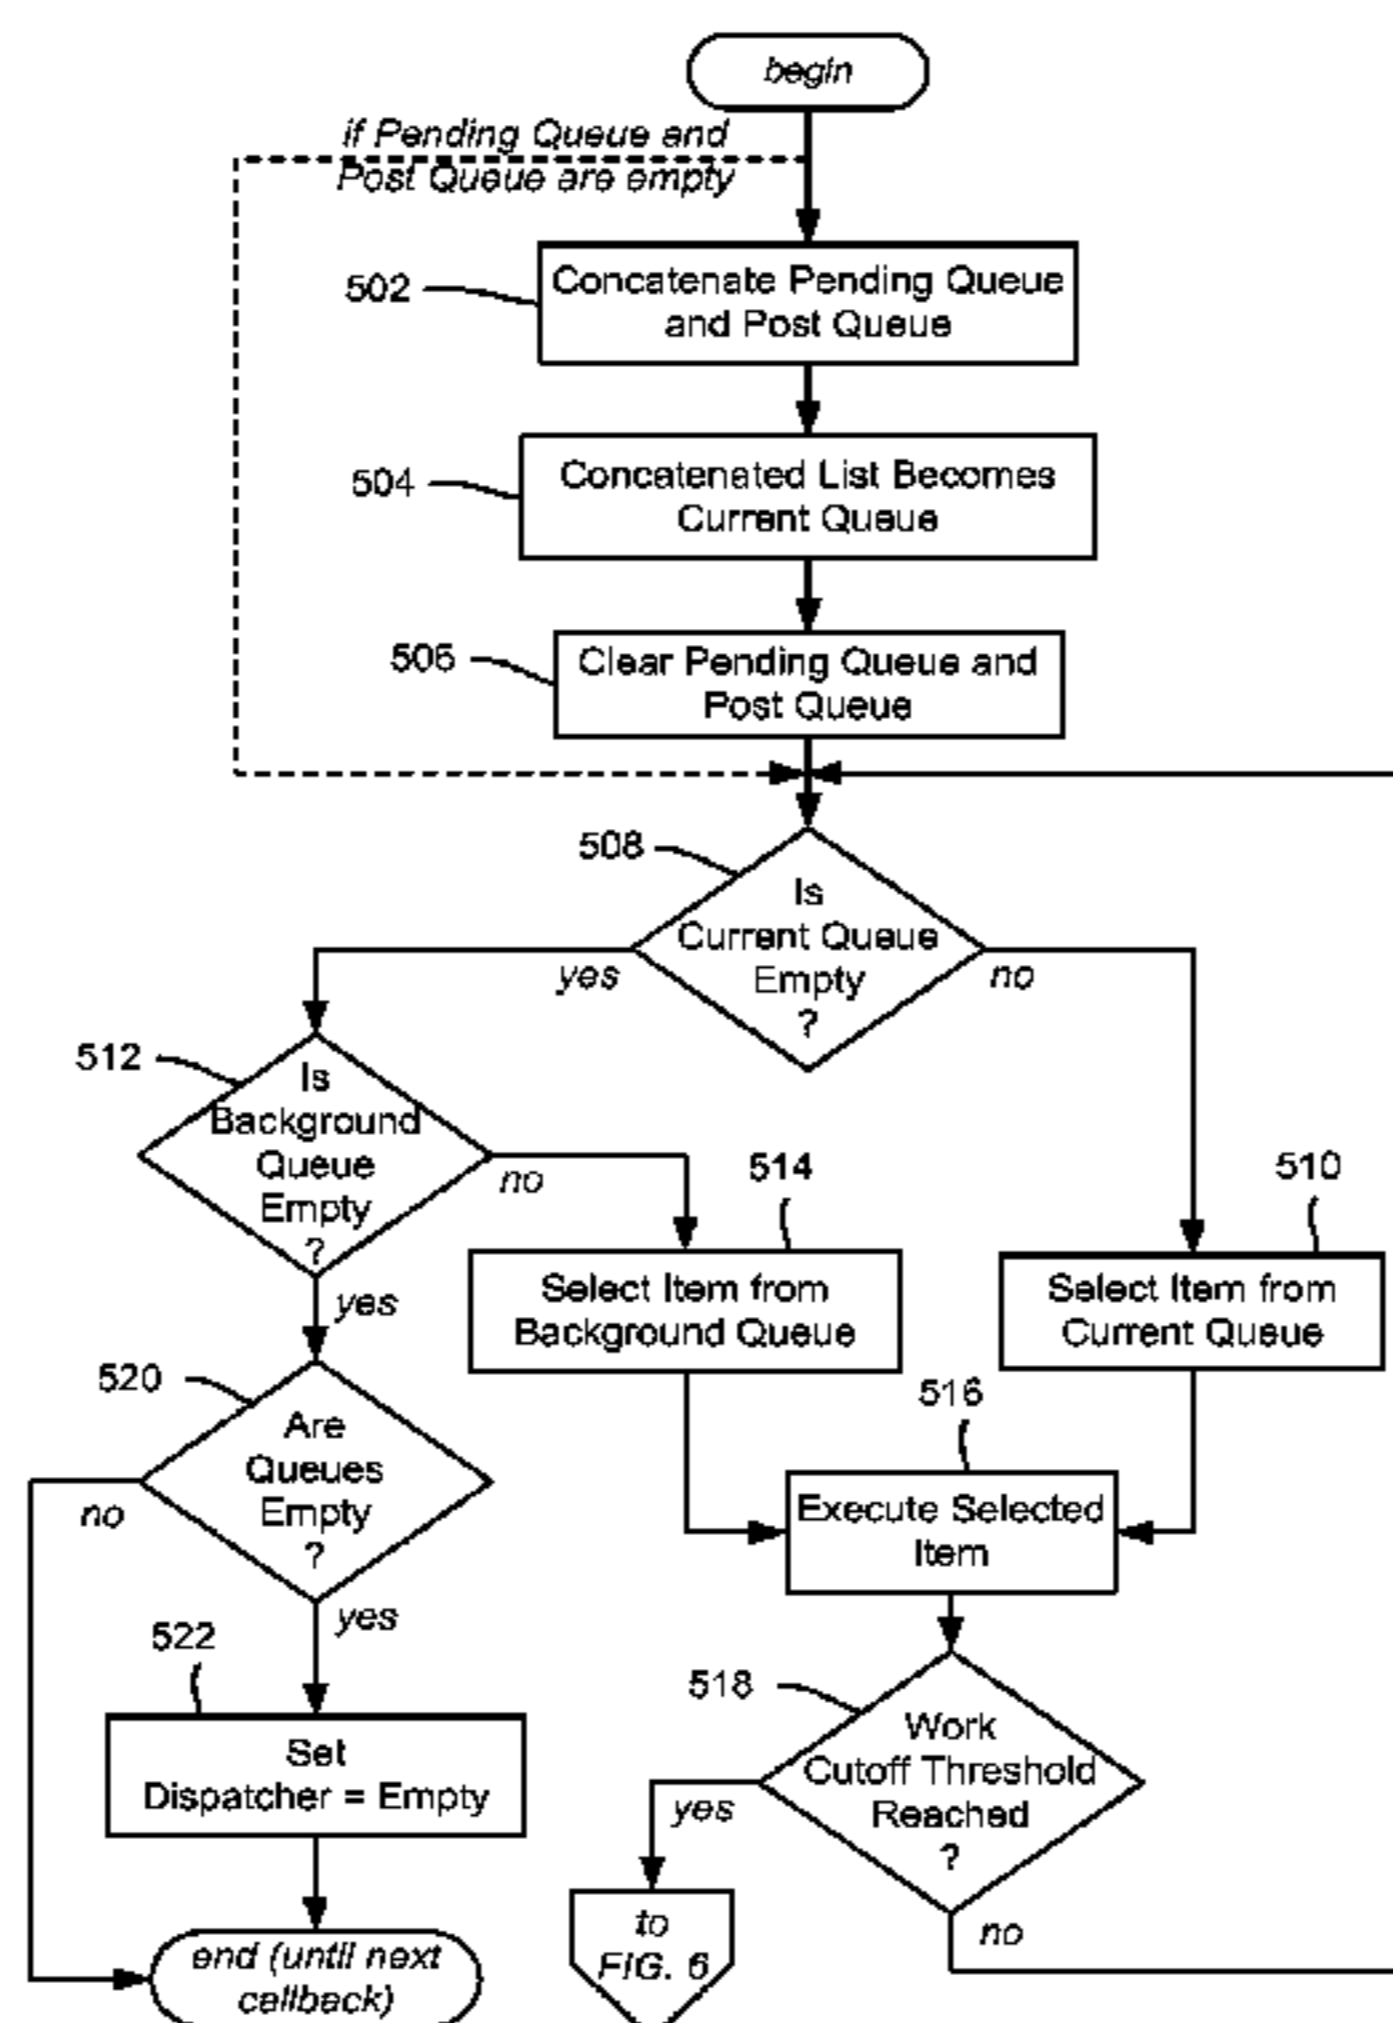 begin
if Pending Queue and
Post Queue are empty
502
Concatenate Pending Queue
and Post Queue
504
Concatenated List Becomes
Current Queue
506
Clear Pending Queue and
Post Queue
508
Is
Current Queue
Empty
?
yes
no
512
Is
Background
Queue
Empty
?
no
yes
514
Select Item from
Background Queue
510
Select Item from
Current Queue
520
Are
Queues
Empty
?
no
yes
516
Execute Selected
Item
522
Set
Dispatcher = Empty
518
Work
Cutoff Threshold
Reached
?
yes
no
end (until next
callback)
to
FIG. 6